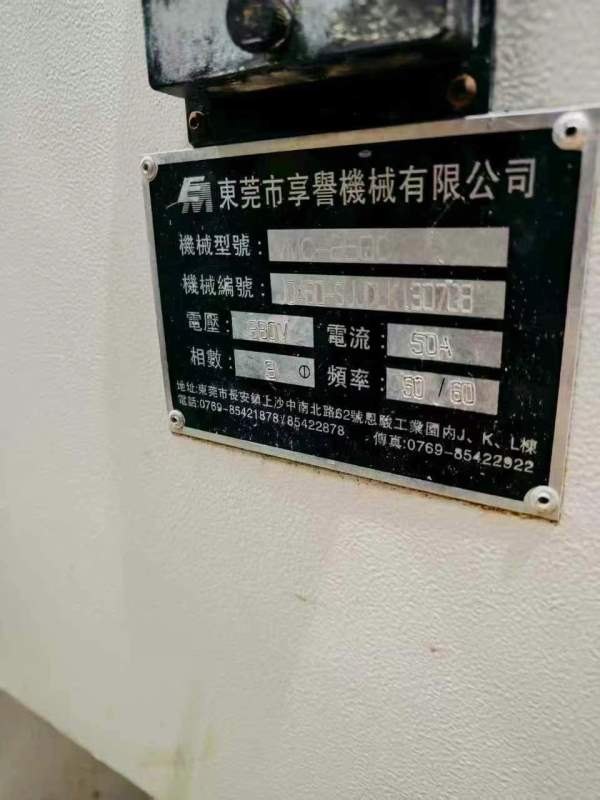 東莞市享譽機械有限公司
機械型號：
機械編號：
電壓：380V 電流：50A
相數：3 頻率：50/60
地址:東莞市長安鎮上沙中南北路62號恩駿工業園内J、K、L棟
電話:0769-85421878/85422878 傳真:0769-85422922